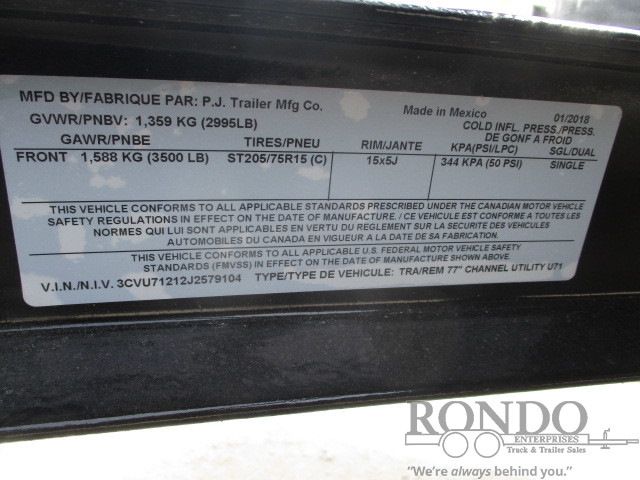 MFD BY/FABRIQUE PAR: P.J. Trailer Mfg Co. Made in Mexico 01/2018
GVWR/PNBV: 1,359 KG (2995LB) COLD INFL. PRESS./PRESS.
DE GONF A FROID
GAWR/PNBE TIRES/PNEU RIM/JANTE KPA(PSI/LPC) SGL/DUAL
FRONT 1,588 KG (3500 LB) ST205/75R15 (C) 15x5J 344 KPA (50 PSI) SINGLE
THIS VEHICLE CONFORMS TO ALL APPLICABLE STANDARDS PRESCRIBED UNDER THE CANADIAN MOTOR VEHICLE
SAFETY REGULATIONS IN EFFECT ON THE DATE OF MANUFACTURE. / CE VEHICULE EST CONFORME A TOUTES LES
NORMES QUI LUI SONT APPLICABLES EN VERTU DU REGLEMENT SUR LA SECURITE DES VEHICULES
AUTOMOBILES DU CANADA EN VIGUEUR A LA DATE DE SA FABRICATION.
THIS VEHICLE CONFORMS TO ALL APPLICABLE U.S. FEDERAL MOTOR VEHICLE SAFETY
STANDARDS (FMVSS) IN EFFECT ON THE DATE OF MANUFACTURE SHOWN ABOVE.
V.I.N./N.I.V. 3CVU71212J2579104 TYPE/TYPE DE VEHICULE: TRA/REM 77" CHANNEL UTILITY U71
RONDO
ENTERPRISES
Truck & Trailer Sales
"We're always behind you."